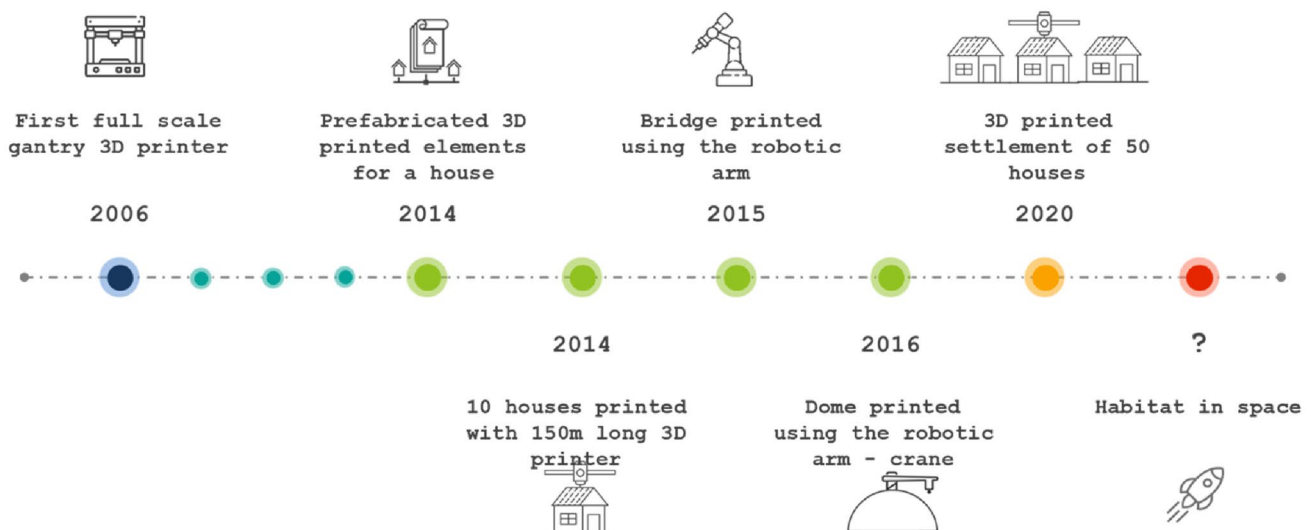 First full scale
gantry 3D printer
2006
Prefabricated 3D
printed elements
for a house
2014
Bridge printed
using the robotic
arm
2015
3D printed
settlement of 50
houses
2020
2014
10 houses printed
with 150m long 3D
printer
2016
Dome printed
using the robotic
arm - crane
?
Habitat in space